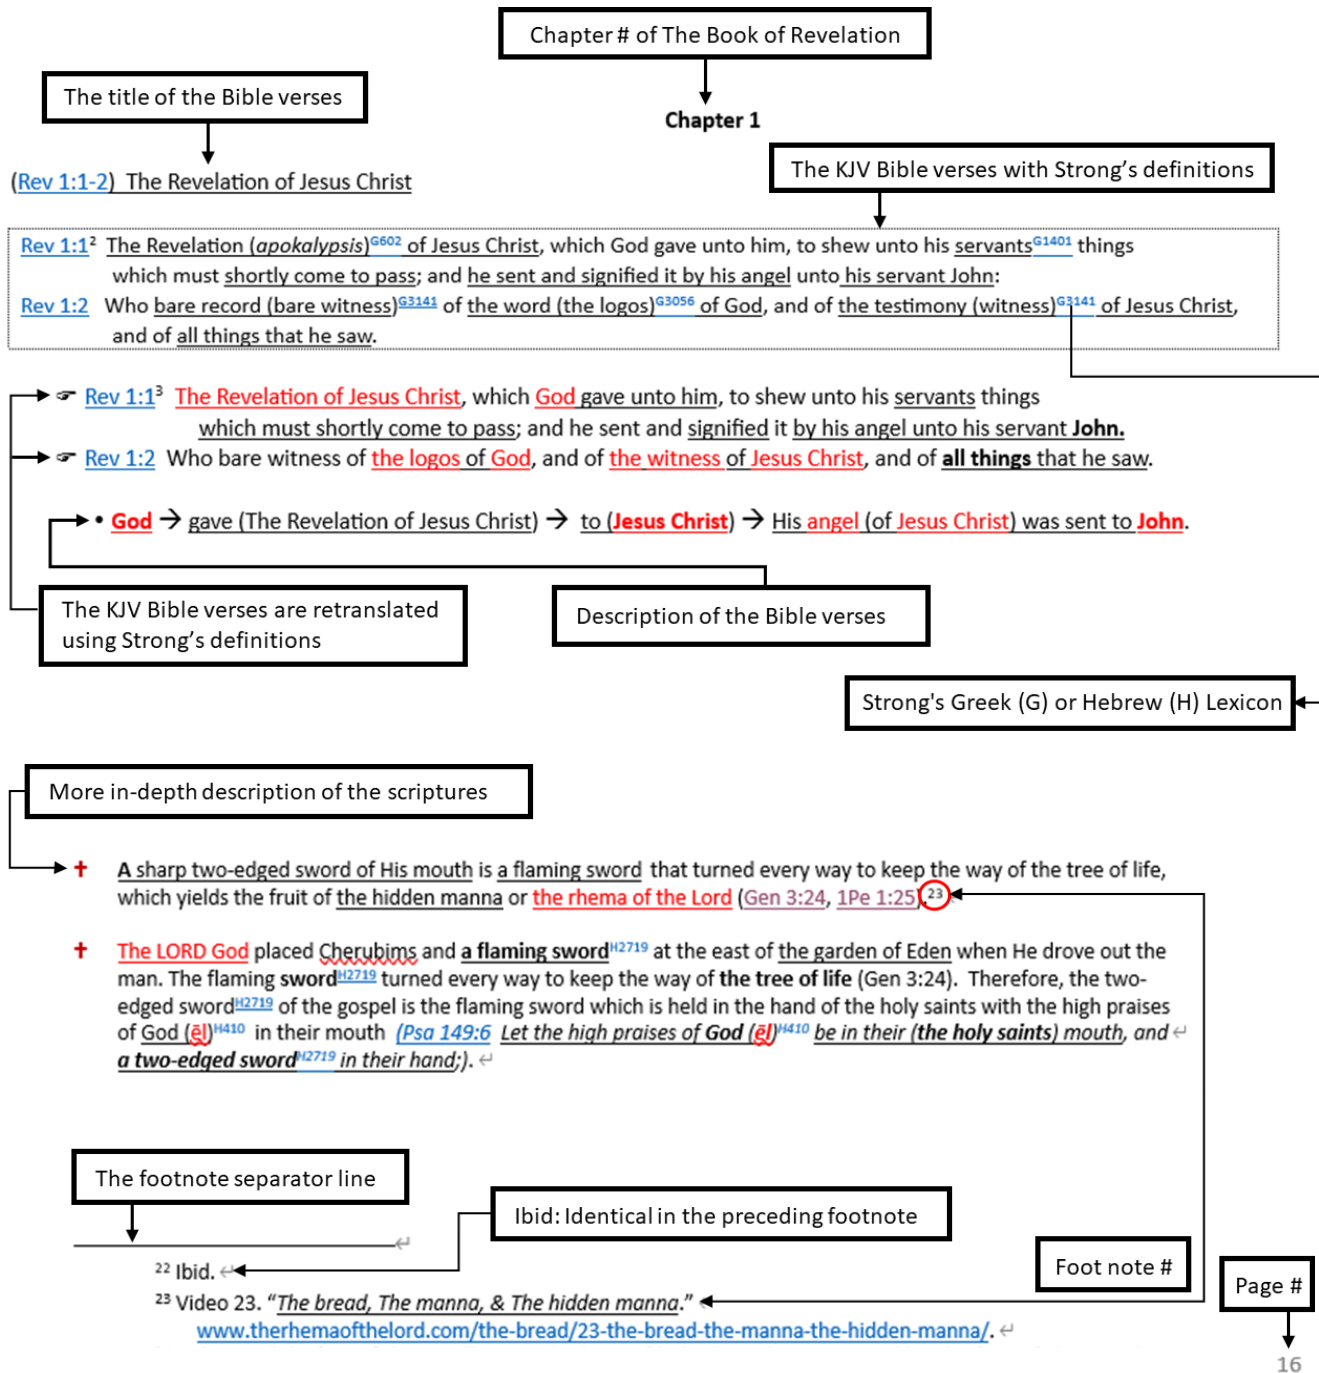 Chapter # of The Book of Revelation
The title of the Bible verses
Chapter 1
The KJV Bible verses with Strong's definitions
(Rev 1:1-2) The Revelation of Jesus Christ
Rev 1:1² The Revelation (apokalypsis)G602 of Jesus Christ, which God gave unto him, to shew unto his servantsG1401 things
which must shortly come to pass; and he sent and signified it by his angel unto his servant John:
Rev 1:2 Who bare record (bare witness)G3141 of the word (the logos)G3056 of God, and of the testimony (witness)G3141 of Jesus Christ,
and of all things that he saw.
☞ Rev 1:1³ The Revelation of Jesus Christ, which God gave unto him, to shew unto his servants things
which must shortly come to pass; and he sent and signified it by his angel unto his servant John.
☞ Rev 1:2 Who bare witness of the logos of God, and of the witness of Jesus Christ, and of all things that he saw.
• God → gave (The Revelation of Jesus Christ) → to (Jesus Christ) → His angel (of Jesus Christ) was sent to John.
The KJV Bible verses are retranslated
using Strong's definitions
Description of the Bible verses
Strong's Greek (G) or Hebrew (H) Lexicon
More in-depth description of the scriptures
✝ A sharp two-edged sword of His mouth is a flaming sword that turned every way to keep the way of the tree of life,
which yields the fruit of the hidden manna or the rhema of the Lord (Gen 3:24, 1Pe 1:25).²³
✝ The LORD God placed Cherubims and a flaming swordH2719 at the east of the garden of Eden when He drove out the
man. The flaming swordH2719 turned every way to keep the way of the tree of life (Gen 3:24). Therefore, the two-
edged swordH2719 of the gospel is the flaming sword which is held in the hand of the holy saints with the high praises
of God (ēl)H410 in their mouth (Psa 149:6 Let the high praises of God (ēl)H410 be in their (the holy saints) mouth, and ↵
a two-edged swordH2719 in their hand;). ↵
The footnote separator line
Ibid: Identical in the preceding footnote
²² Ibid. ↵
Foot note #
Page #
²³ Video 23. “The bread, The manna, & The hidden manna.”
www.therhemaofthelord.com/the-bread/23-the-bread-the-manna-the-hidden-manna/. ↵
16